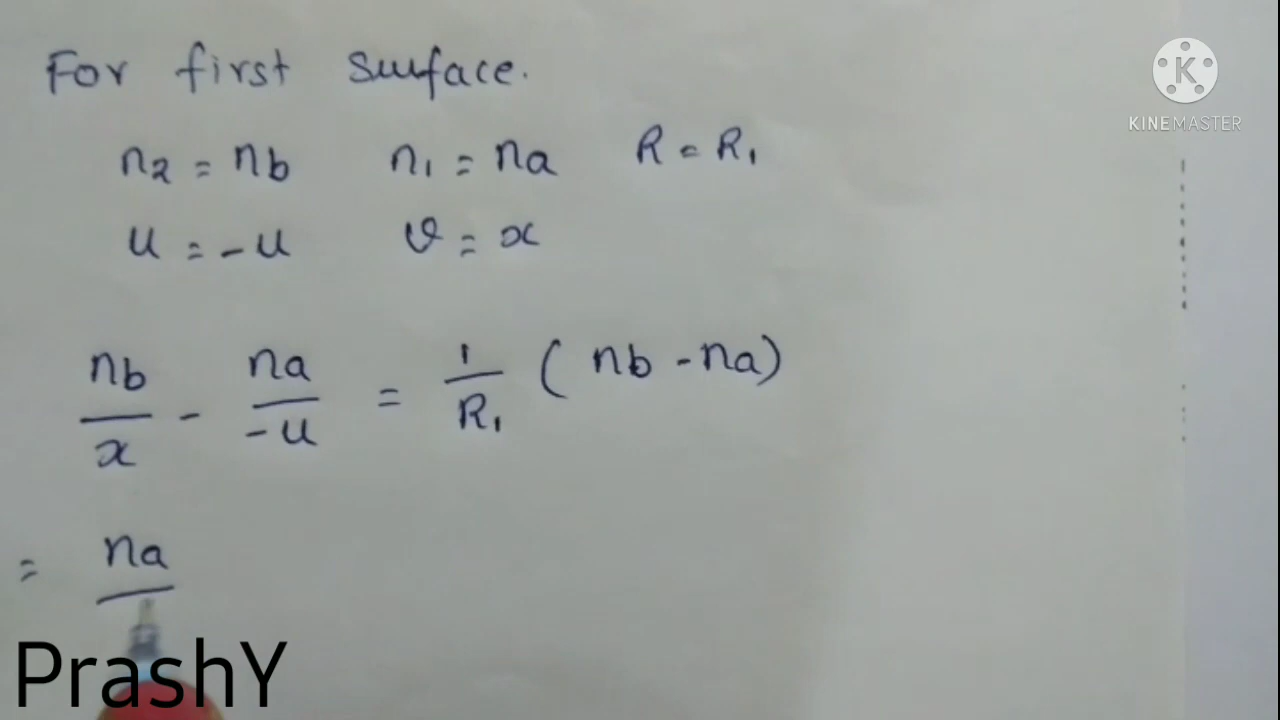 For first surface.
KINEMASTER
n2 = nb n1 = na R = R1
u = -u v = x
nb/x - na/-u = 1/R1 (nb - na)
= na
PrashY